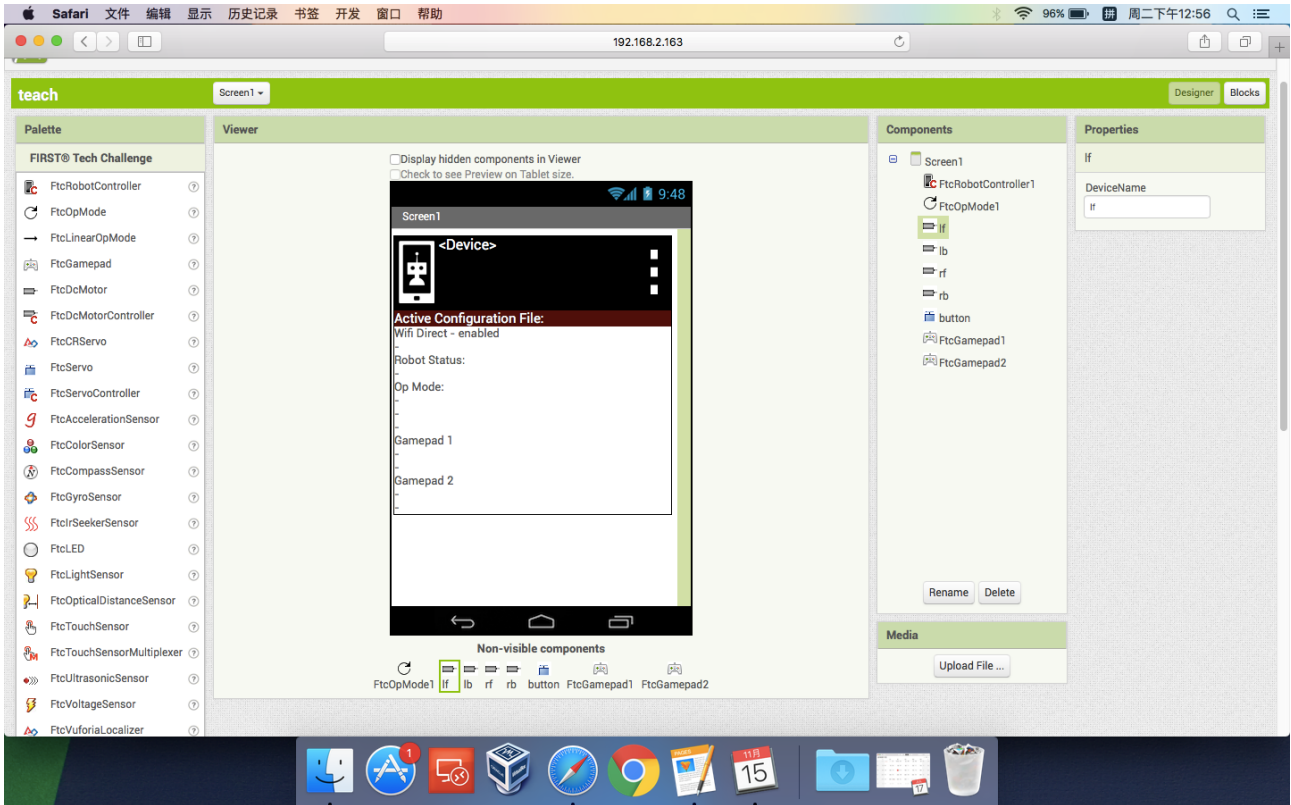 Safari 文件 编辑 显示 历史记录 书签 开发 窗口 帮助 96% 拼 周二下午12:56
192.168.2.163
teach Screen1 Designer Blocks
Palette
FIRST® Tech Challenge
FtcRobotController ?
FtcOpMode ?
FtcLinearOpMode ?
FtcGamepad ?
FtcDcMotor ?
FtcDcMotorController ?
FtcCRServo ?
FtcServo ?
FtcServoController ?
FtcAccelerationSensor ?
FtcColorSensor ?
FtcCompassSensor ?
FtcGyroSensor ?
FtcIrSeekerSensor ?
FtcLED ?
FtcLightSensor ?
FtcOpticalDistanceSensor ?
FtcTouchSensor ?
FtcTouchSensorMultiplexer ?
FtcUltrasonicSensor ?
FtcVoltageSensor ?
FtcVuforiaLocalizer ?
Viewer
Display hidden components in Viewer
Check to see Preview on Tablet size.
9:48
Screen1
<Device>
Active Configuration File:
Wifi Direct - enabled
-
Robot Status:
-
Op Mode:
-
-
-
Gamepad 1
-
-
Gamepad 2
-
-
Non-visible components
FtcOpMode1 lf lb rf rb button FtcGamepad1 FtcGamepad2
Components
Screen1
FtcRobotController1
FtcOpMode1
lf
lb
rf
rb
button
FtcGamepad1
FtcGamepad2
Rename Delete
Media
Upload File ...
Properties
lf
DeviceName
lf
1
PAGES
11月
15
17